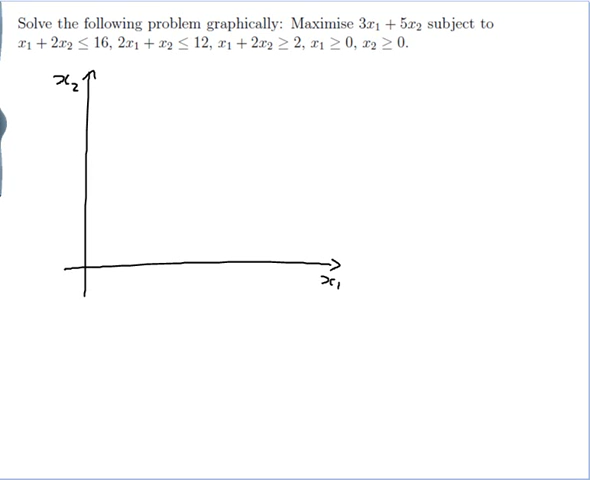 Solve the following problem graphically: Maximise 3x₁ + 5x₂ subject to
x₁ + 2x₂ ≤ 16, 2x₁ + x₂ ≤ 12, x₁ + 2x₂ ≥ 2, x₁ ≥ 0, x₂ ≥ 0.
x₂
x₁